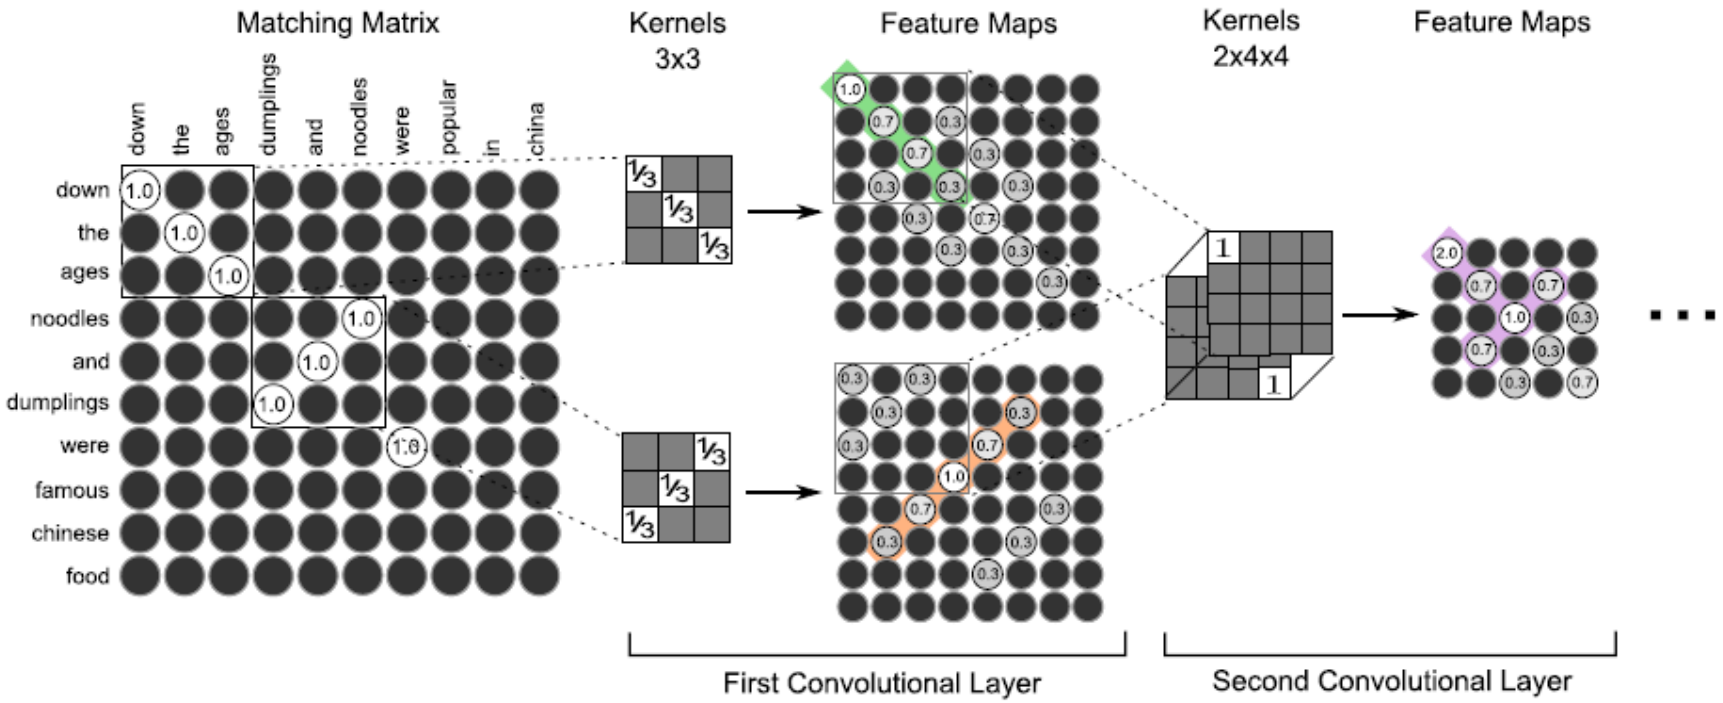 Matching Matrix
Kernels
3x3
Feature Maps
Kernels
2x4x4
Feature Maps
down
the
ages
dumplings
and
noodles
were
popular
in
china
down
the
ages
noodles
and
dumplings
were
famous
chinese
food
1.0
1.0
1.0
1.0
1.0
1.0
1.0
1/3
1/3
1/3
1/3
1/3
1/3
1.0
0.7 0.3
0.7 0.3
0.3 0.3 0.3
0.3 0.7
0.3 0.3
0.3
0.3 0.3
0.3 0.3
0.3 0.7
1.0
0.7 0.3
0.3 0.3
0.3
1
1
2.0
0.7 0.7
1.0 0.3
0.7 0.3
0.3 0.7
...
First Convolutional Layer
Second Convolutional Layer